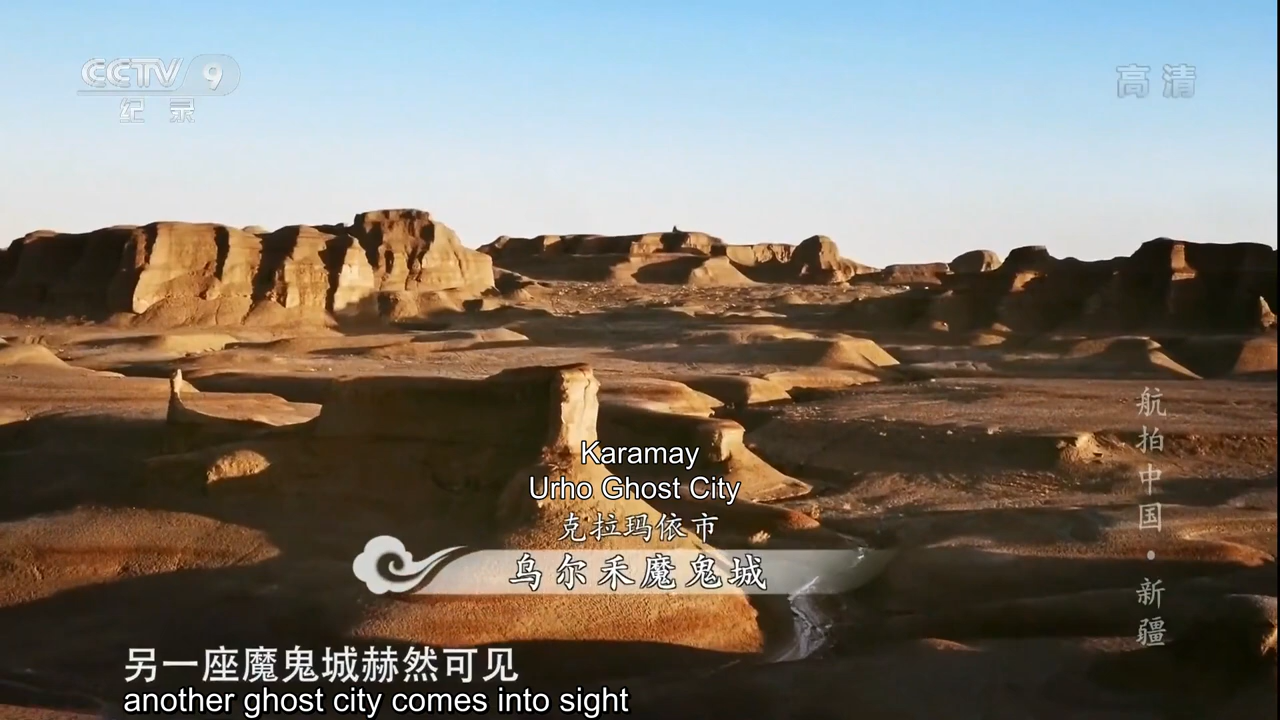 CCTV 9
纪录
高清
Karamay
Urho Ghost City
克拉玛依市
乌尔禾魔鬼城
航拍中国·新疆
另一座魔鬼城赫然可见
another ghost city comes into sight